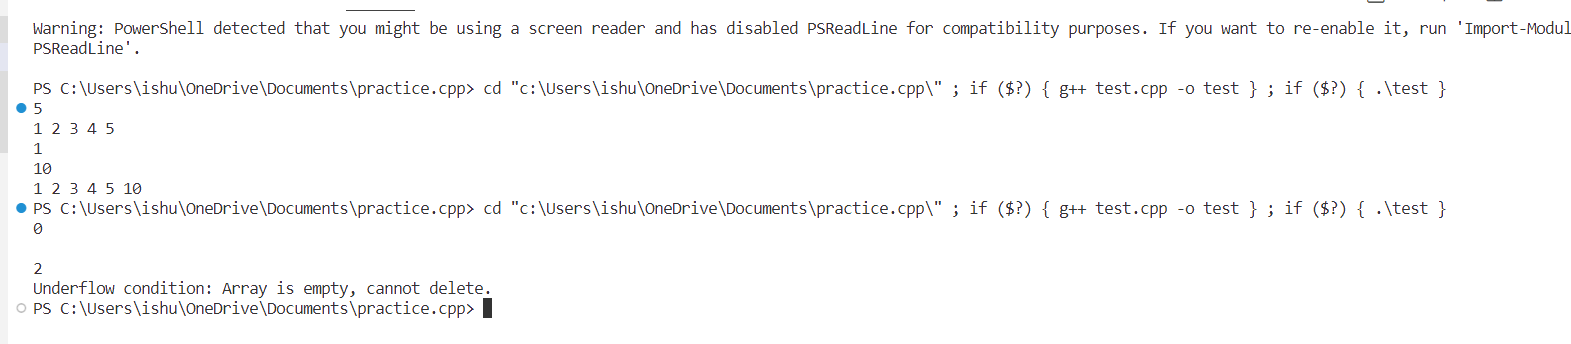 Warning: PowerShell detected that you might be using a screen reader and has disabled PSReadLine for compatibility purposes. If you want to re-enable it, run 'Import-Modul
PSReadLine'.
PS C:\Users\ishu\OneDrive\Documents\practice.cpp> cd "c:\Users\ishu\OneDrive\Documents\practice.cpp\" ; if ($?) { g++ test.cpp -o test } ; if ($?) { .\test }
5
1 2 3 4 5
1
10
1 2 3 4 5 10
PS C:\Users\ishu\OneDrive\Documents\practice.cpp> cd "c:\Users\ishu\OneDrive\Documents\practice.cpp\" ; if ($?) { g++ test.cpp -o test } ; if ($?) { .\test }
0
2
Underflow condition: Array is empty, cannot delete.
PS C:\Users\ishu\OneDrive\Documents\practice.cpp>